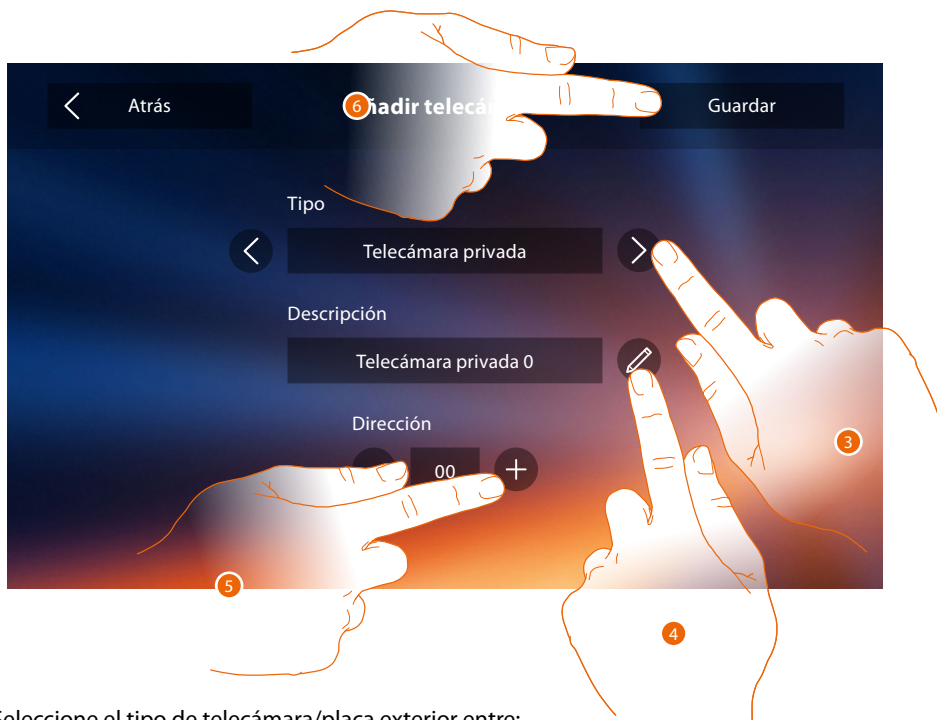 Atrás
6
ñadir telecá
Guardar
Tipo
Telecámara privada
Descripción
Telecámara privada 0
Dirección
00
3
5
4
Seleccione el tipo de telecámara/placa exterior entre: